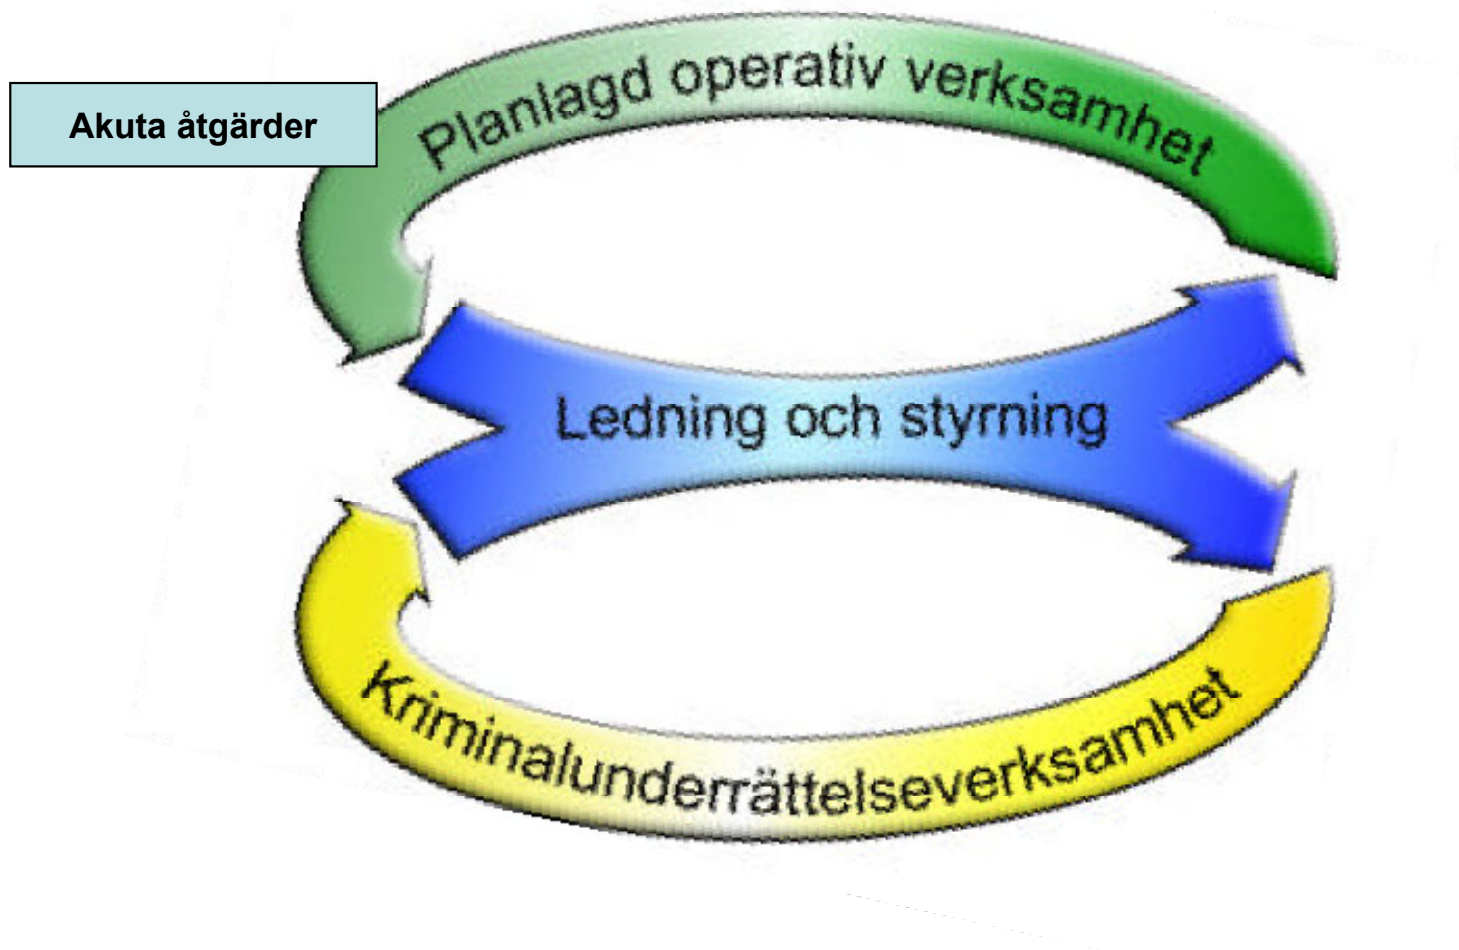 Akuta åtgärder
Planlagd operativ verksamhet
Ledning och styrning
Kriminalunderrättelseverksamhet